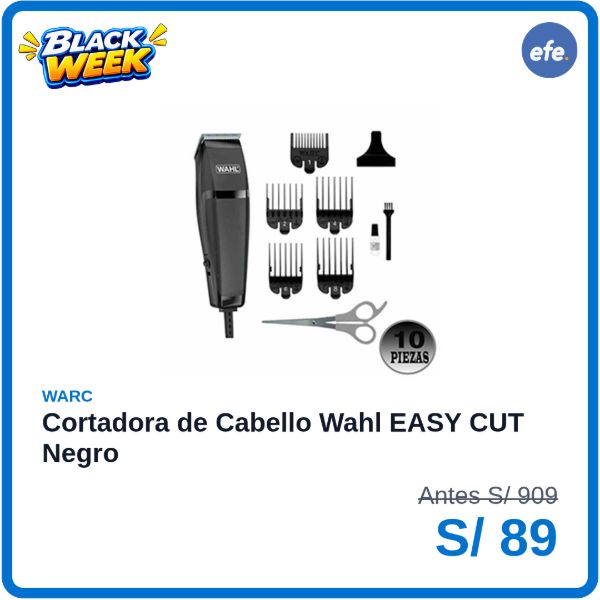 BLACK
WEEK
efe.
WAHL
10
PIEZAS
WARC
Cortadora de Cabello Wahl EASY CUT
Negro
Antes S/ 909
S/ 89